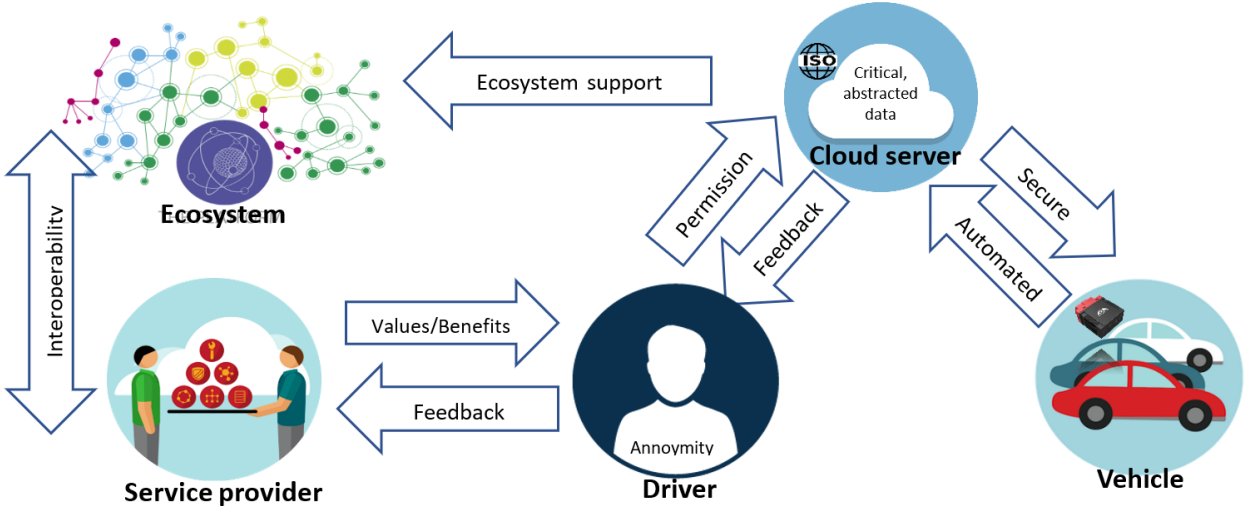 Ecosystem support
ISO
Critical,
abstracted
data
Cloud server
Ecosystem
Permission
Feedback
Secure
Automated
Interoperability
Values/Benefits
Feedback
Annoymity
Service provider
Driver
Vehicle